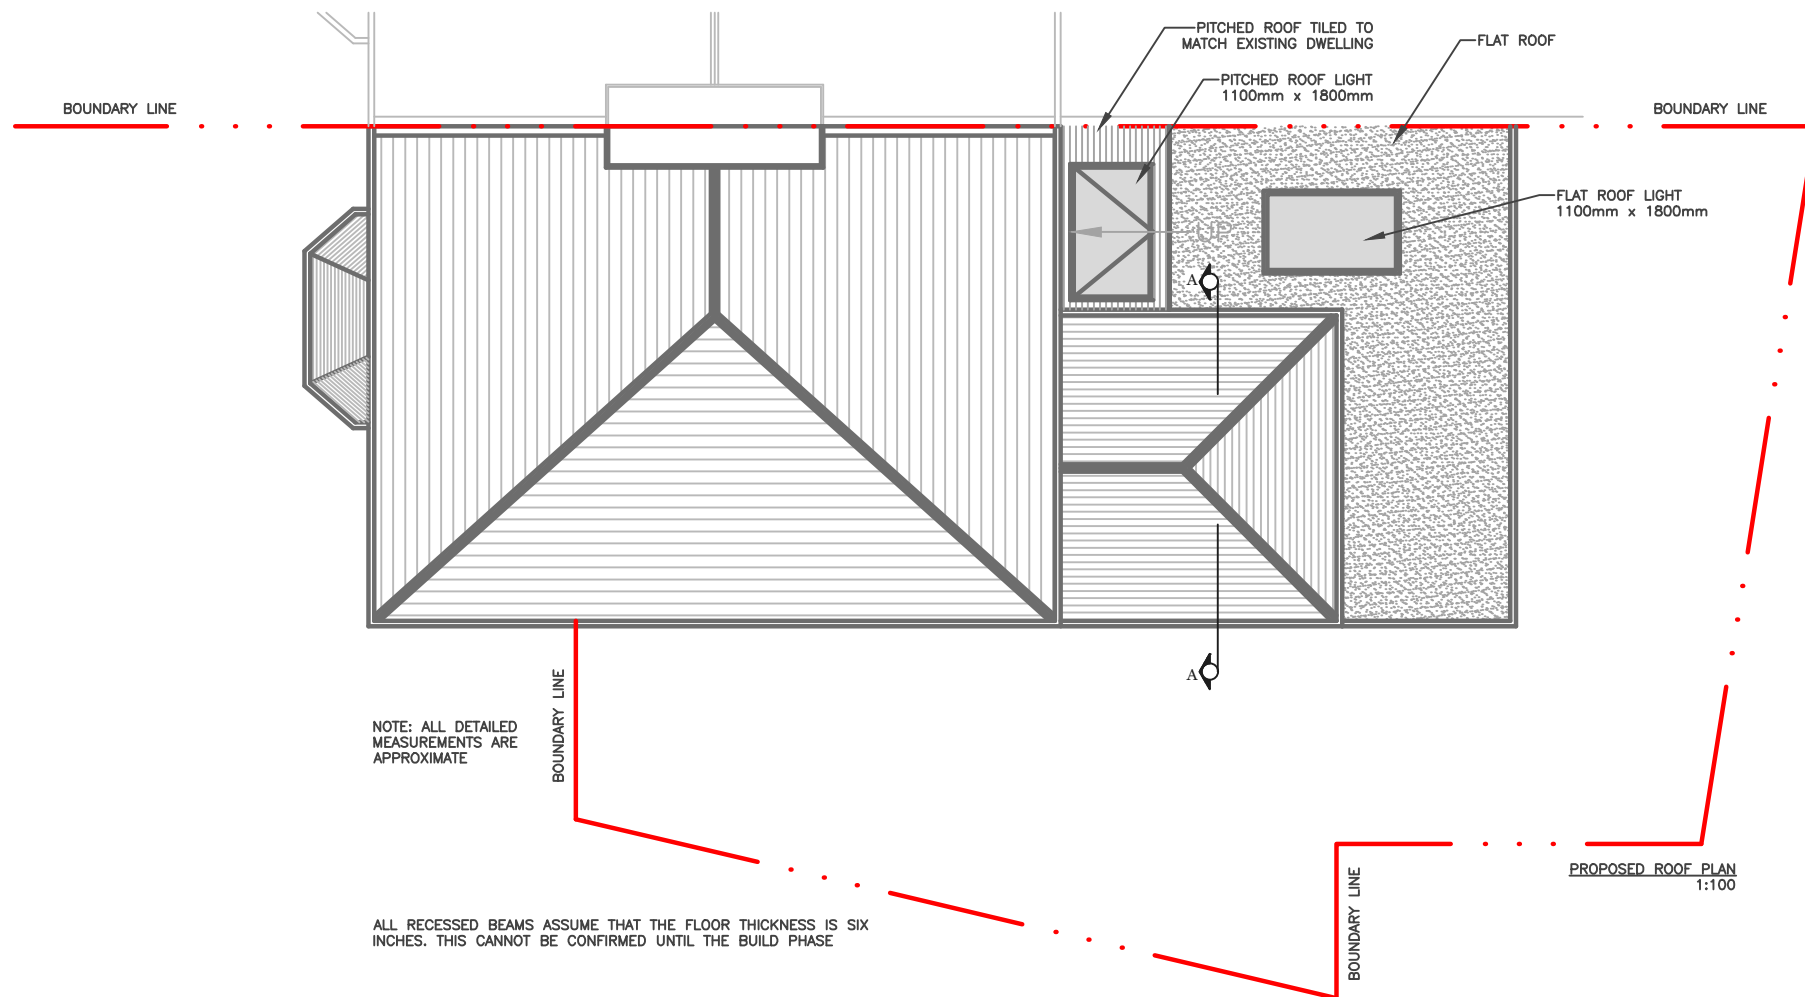 PITCHED ROOF TILED TO
MATCH EXISTING DWELLING
FLAT ROOF
PITCHED ROOF LIGHT
1100mm x 1800mm
BOUNDARY LINE
BOUNDARY LINE
FLAT ROOF LIGHT
1100mm x 1800mm
UP
A
A
BOUNDARY LINE
NOTE: ALL DETAILED
MEASUREMENTS ARE
APPROXIMATE
PROPOSED ROOF PLAN
1:100
BOUNDARY LINE
ALL RECESSED BEAMS ASSUME THAT THE FLOOR THICKNESS IS SIX
INCHES. THIS CANNOT BE CONFIRMED UNTIL THE BUILD PHASE